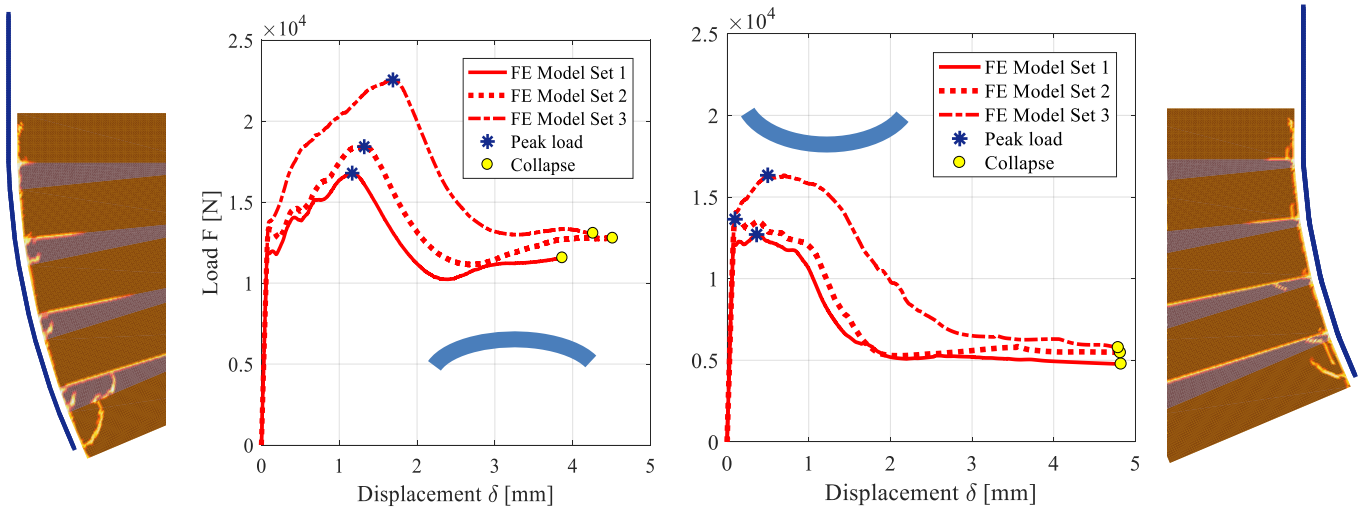 ×10⁴
2.5
2
1.5
1
0.5
0
0 1 2 3 4 5
Load F [N]
Displacement δ [mm]
FE Model Set 1
FE Model Set 2
FE Model Set 3
Peak load
Collapse
×10⁴
2.5
2
1.5
1
0.5
0
0 1 2 3 4 5
Displacement δ [mm]
FE Model Set 1
FE Model Set 2
FE Model Set 3
Peak load
Collapse